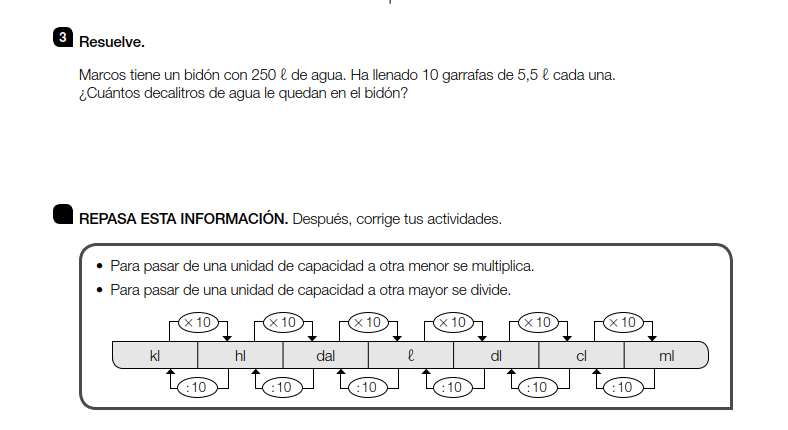 3 Resuelve.
Marcos tiene un bidón con 250 ℓ de agua. Ha llenado 10 garrafas de 5,5 ℓ cada una.
¿Cuántos decalitros de agua le quedan en el bidón?
REPASA ESTA INFORMACIÓN. Después, corrige tus actividades.
• Para pasar de una unidad de capacidad a otra menor se multiplica.
• Para pasar de una unidad de capacidad a otra mayor se divide.
× 10 × 10 × 10 × 10 × 10 × 10
kl hl dal ℓ dl cl ml
: 10 : 10 : 10 : 10 : 10 : 10